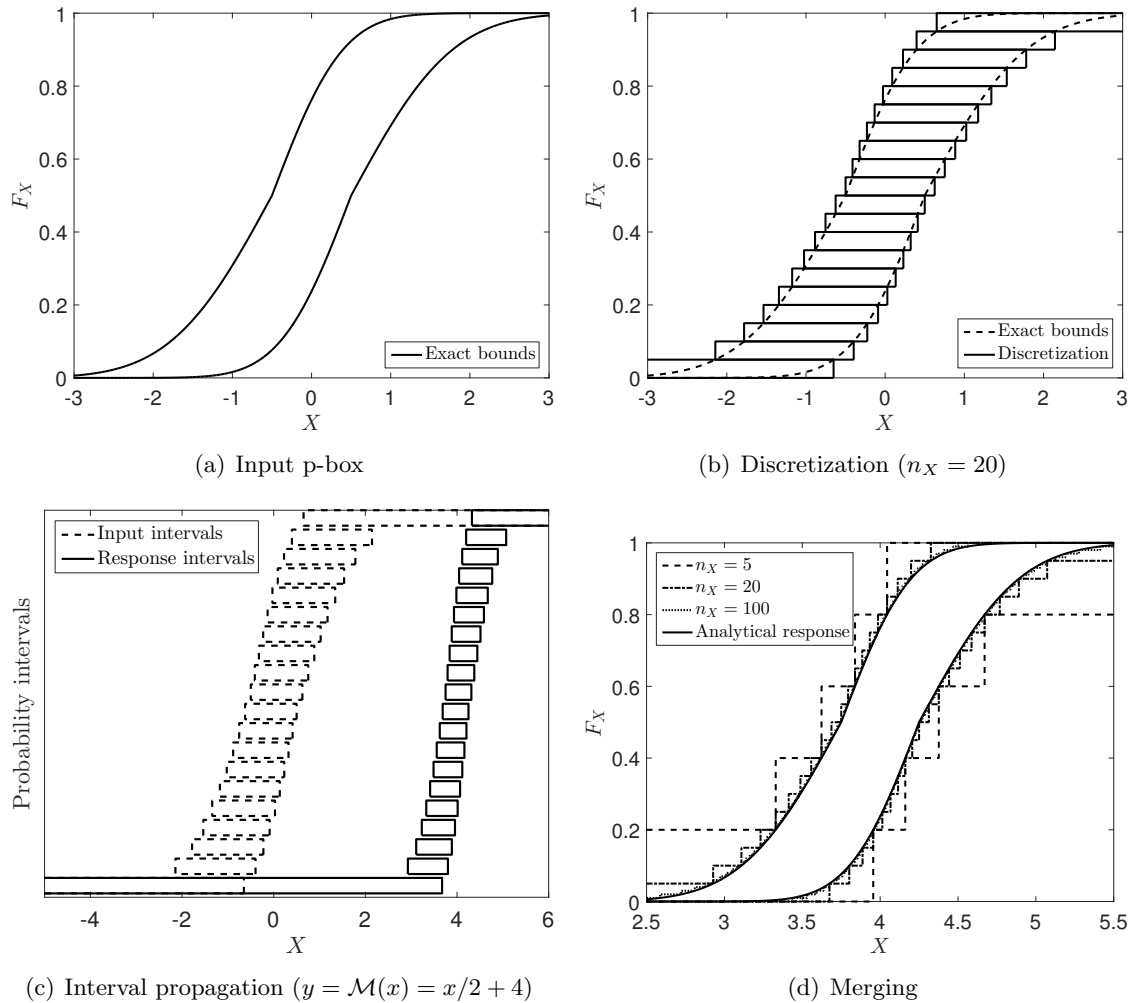 1
0.8
0.6
0.4
0.2
0
F_X
-3
-2
-1
0
1
2
3
X
Exact bounds
(a) Input p-box
1
0.8
0.6
0.4
0.2
0
F_X
-3
-2
-1
0
1
2
3
X
Exact bounds
Discretization
(b) Discretization (n_X = 20)
Input intervals
Response intervals
Probability intervals
-4
-2
0
2
4
6
X
(c) Interval propagation (y = M(x) = x/2 + 4)
1
0.8
0.6
0.4
0.2
0
F_X
n_X = 5
n_X = 20
n_X = 100
Analytical response
2.5
3
3.5
4
4.5
5
5.5
X
(d) Merging